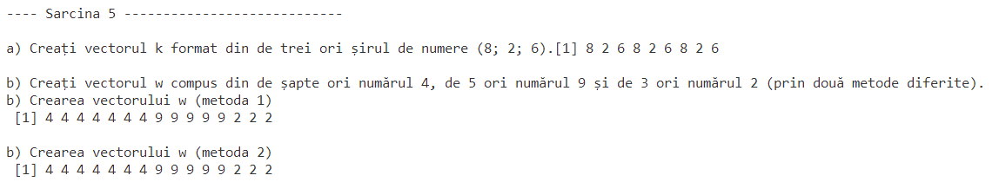 ---- Sarcina 5 ----------------------------
a) Creați vectorul k format din de trei ori șirul de numere (8; 2; 6).[1] 8 2 6 8 2 6 8 2 6
b) Creați vectorul w compus din de șapte ori numărul 4, de 5 ori numărul 9 și de 3 ori numărul 2 (prin două metode diferite).
b) Crearea vectorului w (metoda 1)
[1] 4 4 4 4 4 4 4 9 9 9 9 9 2 2 2
b) Crearea vectorului w (metoda 2)
[1] 4 4 4 4 4 4 4 9 9 9 9 9 2 2 2